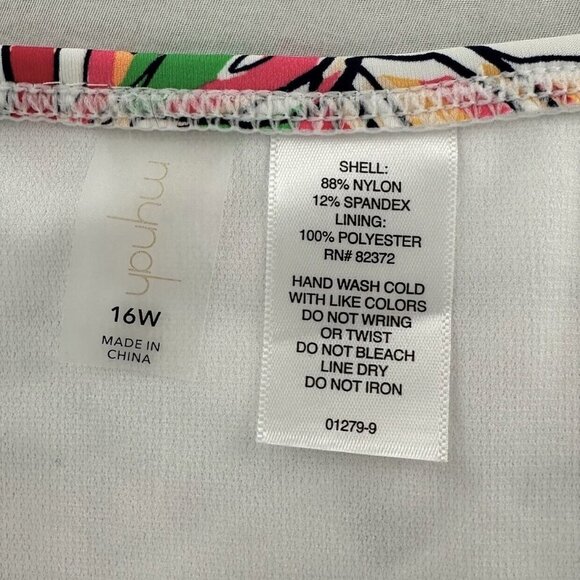 mynah
16W
MADE IN
CHINA
SHELL:
88% NYLON
12% SPANDEX
LINING:
100% POLYESTER
RN# 82372
HAND WASH COLD
WITH LIKE COLORS
DO NOT WRING
OR TWIST
DO NOT BLEACH
LINE DRY
DO NOT IRON
01279-9